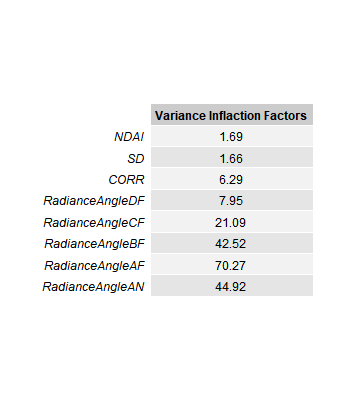 Variance Inflaction Factors
NDAI 1.69
SD 1.66
CORR 6.29
RadianceAngleDF 7.95
RadianceAngleCF 21.09
RadianceAngleBF 42.52
RadianceAngleAF 70.27
RadianceAngleAN 44.92